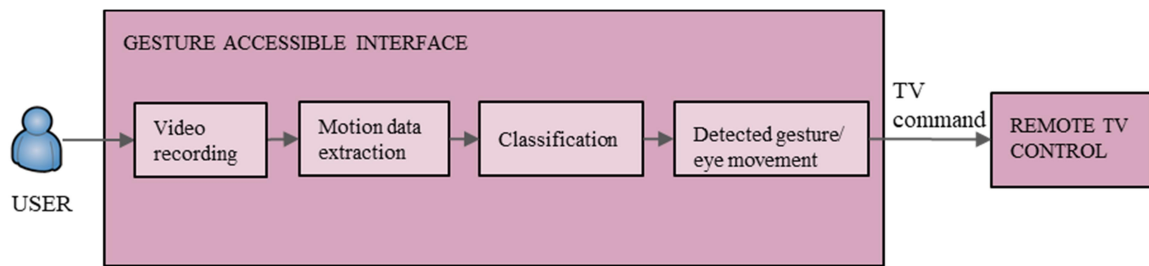 GESTURE ACCESSIBLE INTERFACE
USER
Video
recording
Motion data
extraction
Classification
Detected gesture/
eye movement
TV
command
REMOTE TV
CONTROL